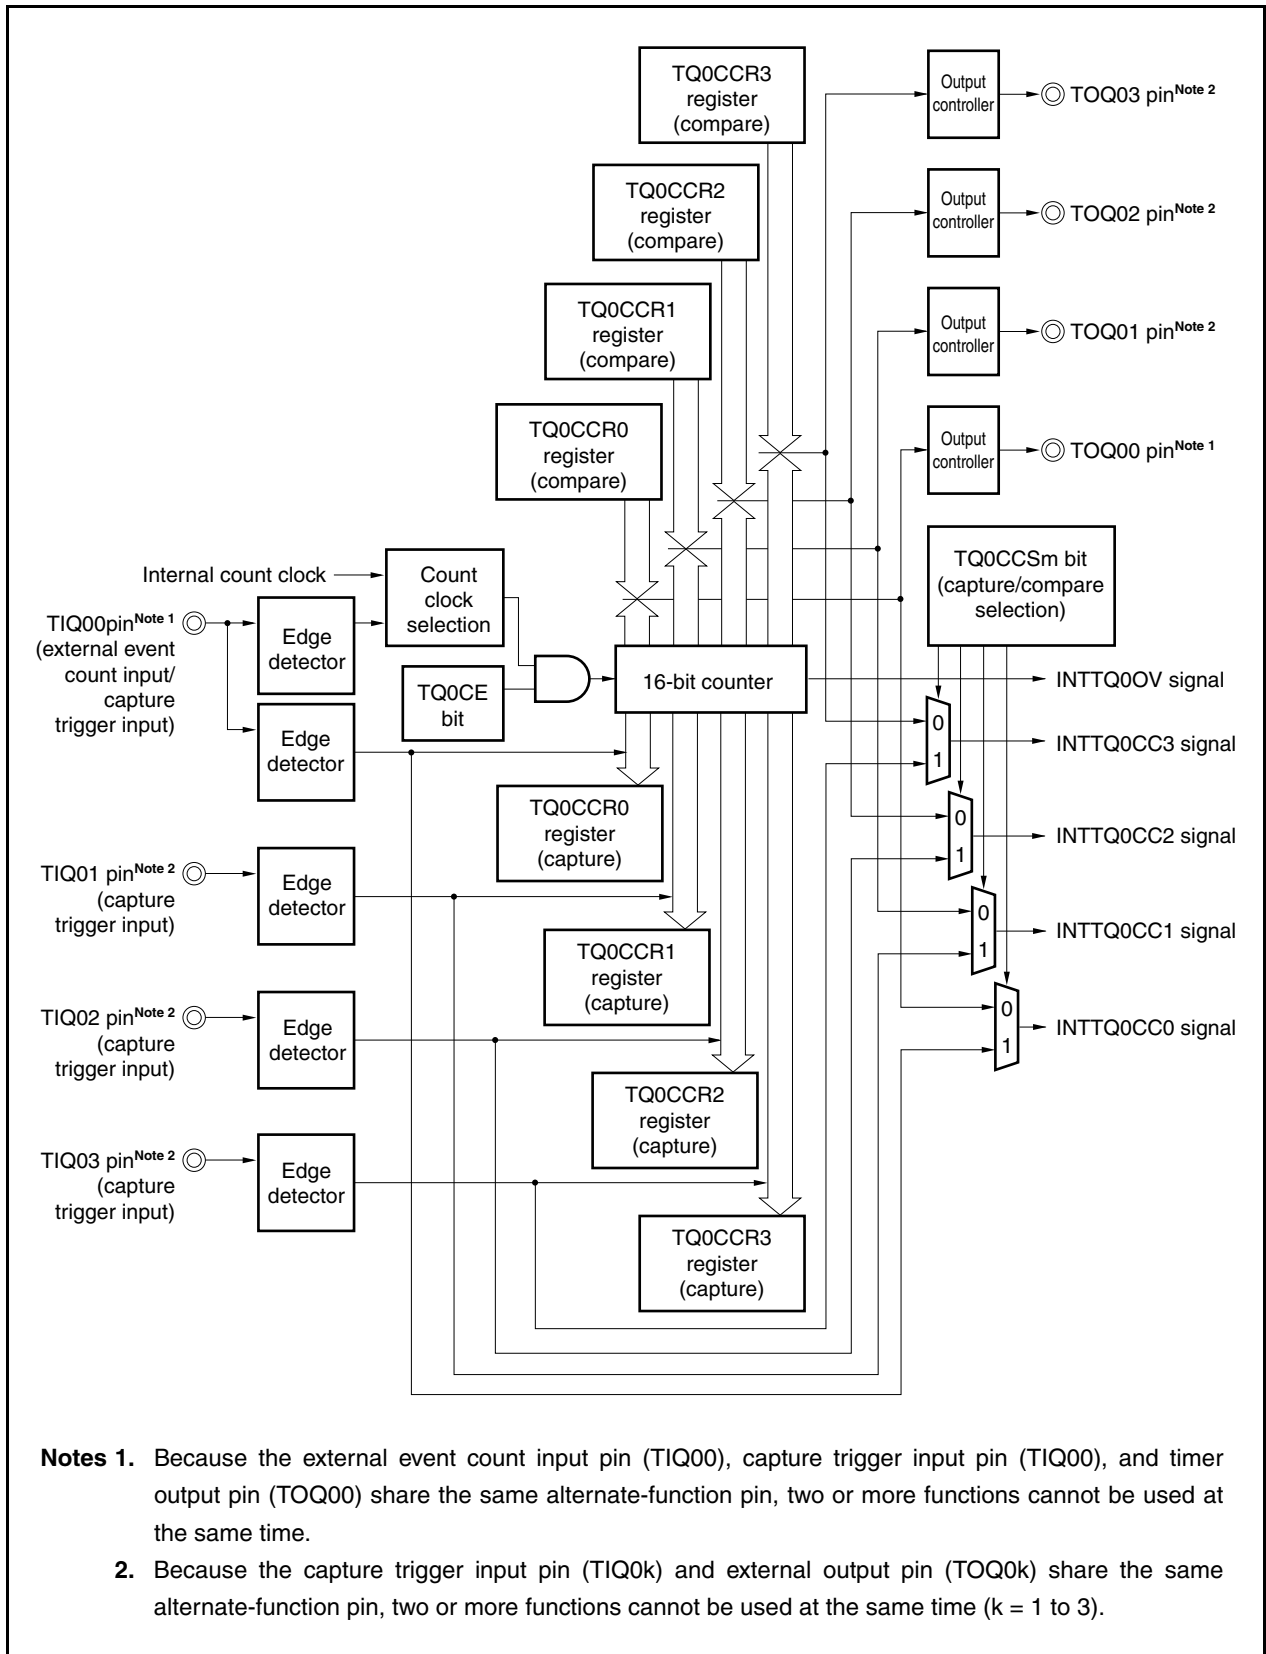 TQ0CCR3
register
(compare)
Output
controller
TOQ03 pinNote 2
TQ0CCR2
register
(compare)
Output
controller
TOQ02 pinNote 2
TQ0CCR1
register
(compare)
Output
controller
TOQ01 pinNote 2
TQ0CCR0
register
(compare)
Output
controller
TOQ00 pinNote 1
Internal count clock
Count
clock
selection
TQ0CCSm bit
(capture/compare
selection)
TIQ00pinNote 1
(external event
count input/
capture
trigger input)
Edge
detector
TQ0CE
bit
16-bit counter
INTTQ0OV signal
Edge
detector
0
1
INTTQ0CC3 signal
TQ0CCR0
register
(capture)
0
1
INTTQ0CC2 signal
TIQ01 pinNote 2
(capture
trigger input)
Edge
detector
TQ0CCR1
register
(capture)
0
1
INTTQ0CC1 signal
TIQ02 pinNote 2
(capture
trigger input)
Edge
detector
0
1
INTTQ0CC0 signal
TQ0CCR2
register
(capture)
TIQ03 pinNote 2
(capture
trigger input)
Edge
detector
TQ0CCR3
register
(capture)
Notes 1. Because the external event count input pin (TIQ00), capture trigger input pin (TIQ00), and timer
output pin (TOQ00) share the same alternate-function pin, two or more functions cannot be used at
the same time.
2. Because the capture trigger input pin (TIQ0k) and external output pin (TOQ0k) share the same
alternate-function pin, two or more functions cannot be used at the same time (k = 1 to 3).